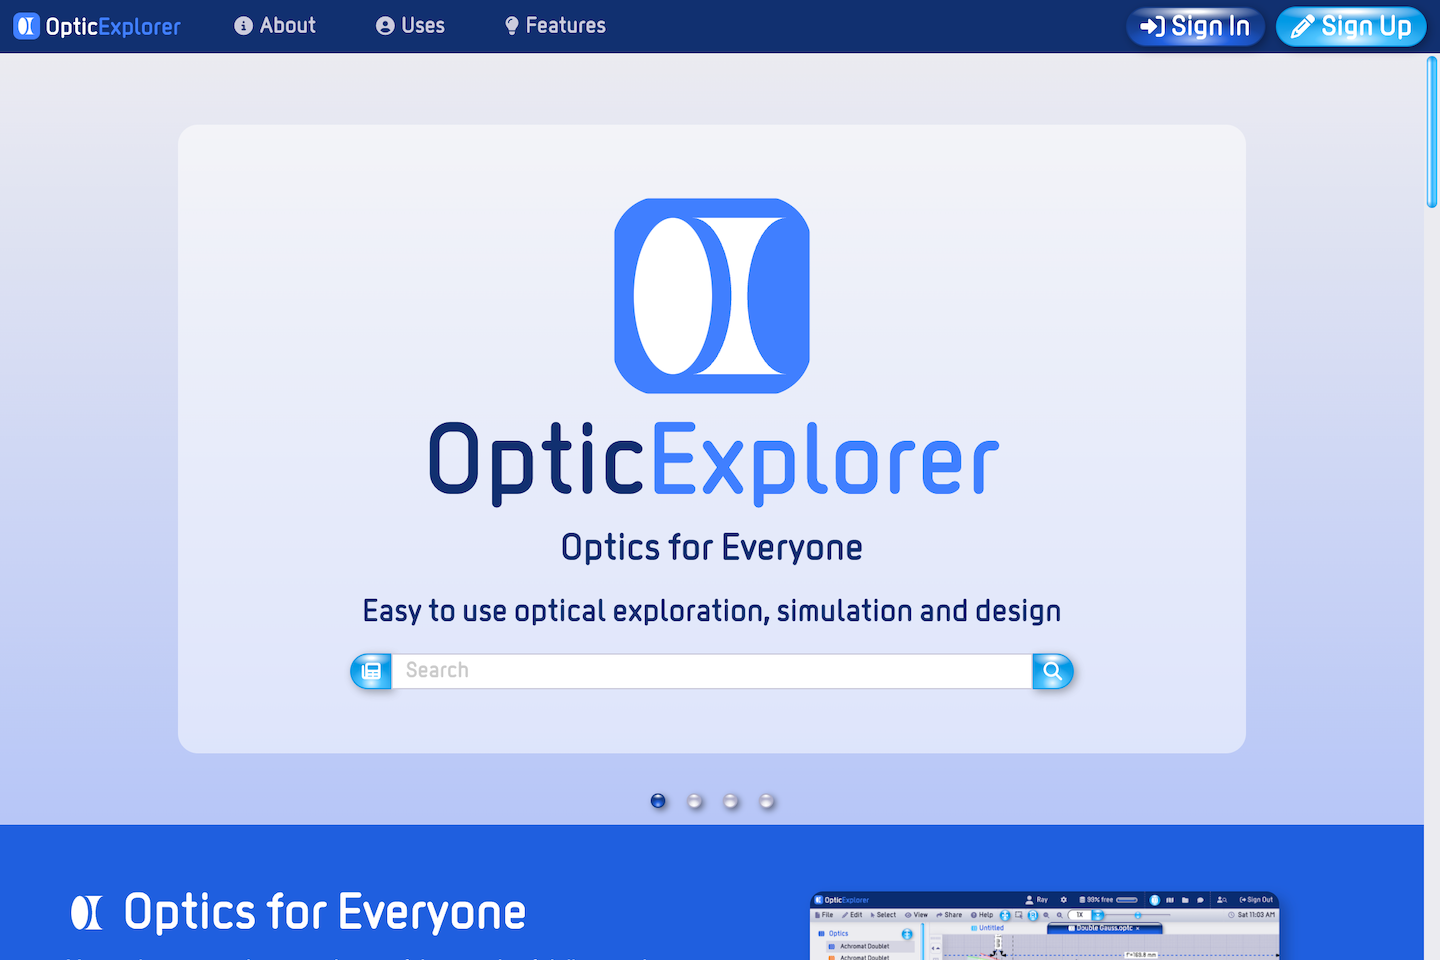 OpticExplorer
About
Uses
Features
Sign In
Sign Up
OpticExplorer
Optics for Everyone
Easy to use optical exploration, simulation and design
Search
Optics for Everyone
OpticExplorer
Ray
99% free
Sign Out
File
Edit
Select
View
Share
Help
1X
Sat 11:03 AM
Optics
Untitled
Double Gauss.optc ×
Achromat Doublet
Achromat Doublet